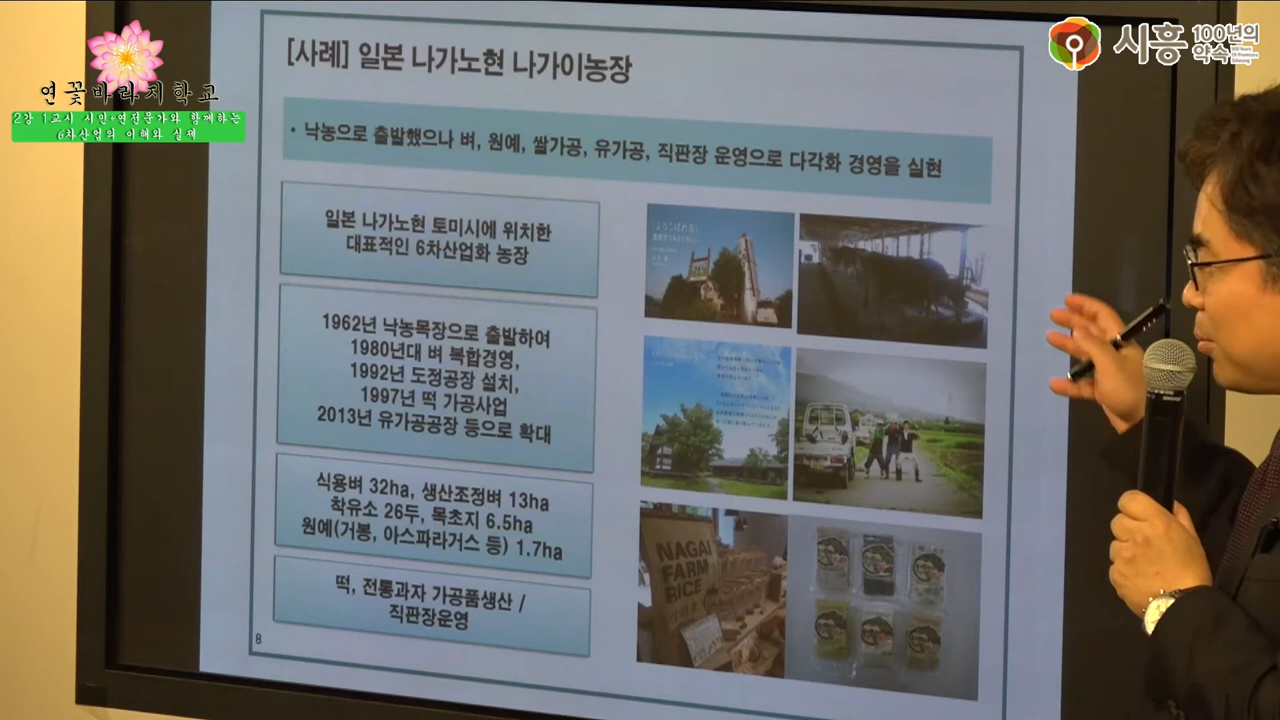 연꽃바라지학교
2강 1교시 시민+연전문가와 함께하는
6차산업의 이해와 실제
시흥 100년의
약속
[사례] 일본 나가노현 나가이농장
• 낙농으로 출발했으나 벼, 원예, 쌀가공, 유가공, 직판장 운영으로 다각화 경영을 실현
일본 나가노현 토미시에 위치한
대표적인 6차산업화 농장
1962년 낙농목장으로 출발하여
1980년대 벼 복합경영,
1992년 도정공장 설치,
1997년 떡 가공사업
2013년 유가공공장 등으로 확대
식용벼 32ha, 생산조정벼 13ha
착유소 26두, 목초지 6.5ha
원예(거봉, 아스파라거스 등) 1.7ha
떡, 전통과자 가공품생산 /
직판장운영
NAGAI
FARM
RICE
8